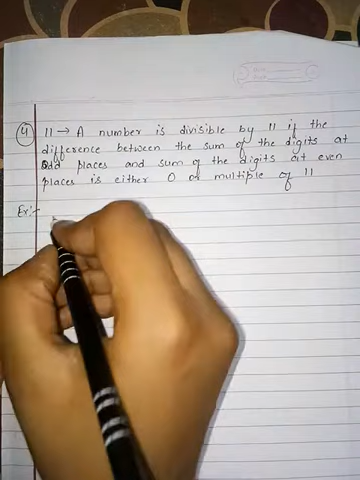 4 11 → A number is divisible by 11 if the
difference between the sum of the digits at
odd places and sum of the digits at even
places is either 0 or multiple of 11
Ex:-